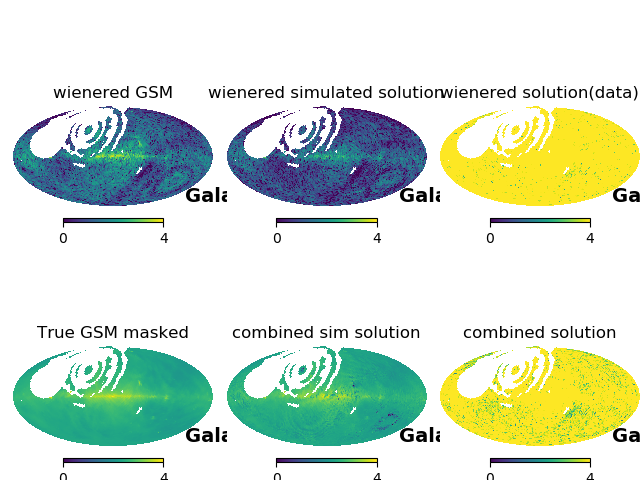 wienered GSM
wienered simulated solution
wienered solution(data)
Gala
Gala
Ga
0 4
0 4
0 4
True GSM masked
combined sim solution
combined solution
Gala
Gala
Ga
0 4
0 4
0 4